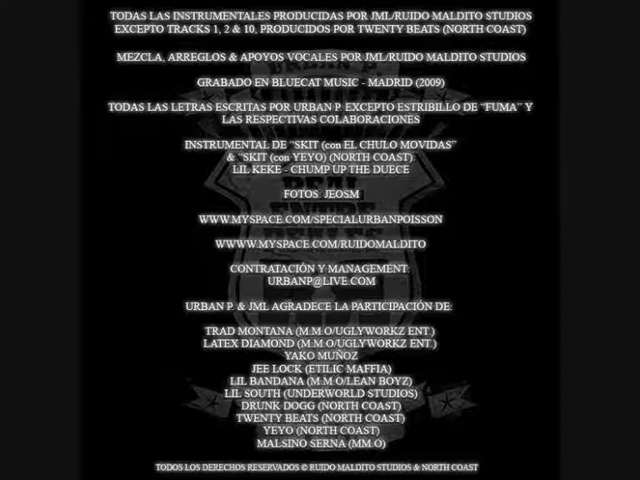 TODAS LAS INSTRUMENTALES PRODUCIDAS POR JML/RUIDO MALDITO STUDIOS
EXCEPTO TRACKS 1, 2 & 10, PRODUCIDOS POR TWENTY BEATS (NORTH COAST)
MEZCLA, ARREGLOS & APOYOS VOCALES POR JML/RUIDO MALDITO STUDIOS
GRABADO EN BLUECAT MUSIC - MADRID (2009)
TODAS LAS LETRAS ESCRITAS POR URBAN P. EXCEPTO ESTRIBILLO DE "FUMA" Y
LAS RESPECTIVAS COLABORACIONES
INSTRUMENTAL DE "SKIT (con EL CHULO MOVIDAS"
& "SKIT (con YEYO) (NORTH COAST):
LIL KEKE - CHUMP UP THE DUECE
FOTOS: JEOSM
WWW.MYSPACE.COM/SPECIALURBANPOISSON
WWWW.MYSPACE.COM/RUIDOMALDITO
CONTRATACIÓN Y MANAGEMENT:
URBANP@LIVE.COM
URBAN P. & JML AGRADECE LA PARTICIPACIÓN DE:
TRAD MONTANA (M.M.O/UGLYWORKZ ENT.)
LATEX DIAMOND (M.M.O/UGLYWORKZ ENT.)
YAKO MUÑOZ
JEE LOCK (ETILIC MAFFIA)
LIL BANDANA (M.M.O/LEAN BOYZ)
LIL SOUTH (UNDERWORLD STUDIOS)
DRUNK DOGG (NORTH COAST)
TWENTY BEATS (NORTH COAST)
YEYO (NORTH COAST)
MALSINO SERNA (MM.O)
TODOS LOS DERECHOS RESERVADOS © RUIDO MALDITO STUDIOS & NORTH COAST